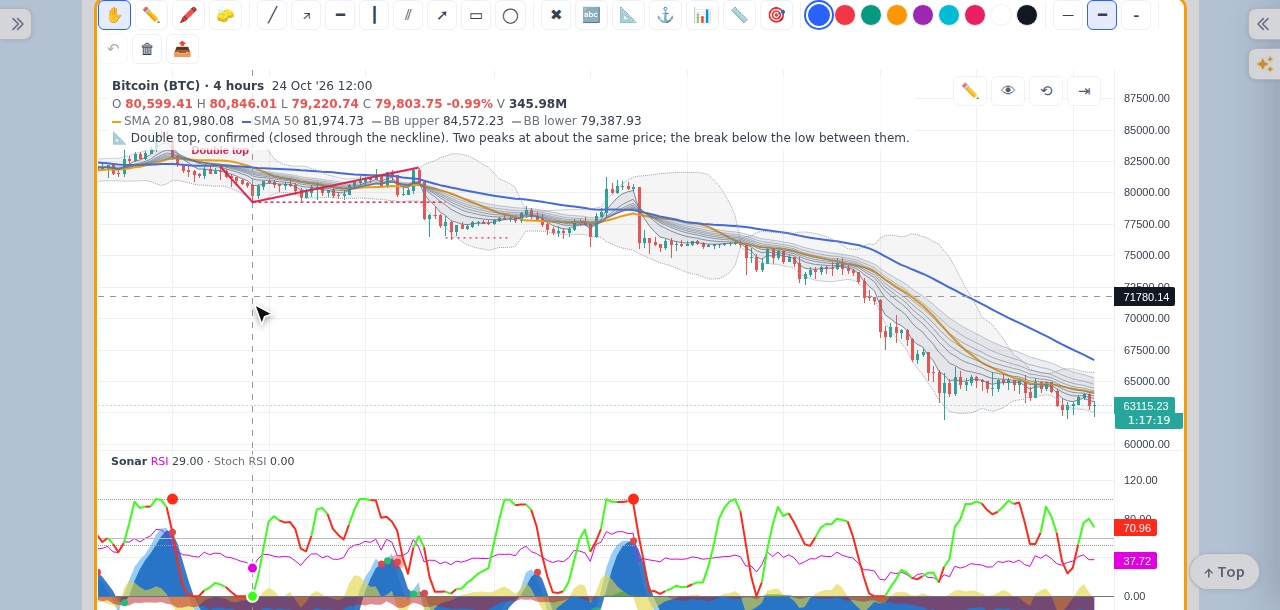 abc
Bitcoin (BTC) · 4 hours 24 Oct '26 12:00
O 80,599.41 H 80,846.01 L 79,220.74 C 79,803.75 -0.99% V 345.98M
SMA 20 81,980.08 SMA 50 81,974.73 BB upper 84,572.23 BB lower 79,387.93
Double top, confirmed (closed through the neckline). Two peaks at about the same price; the break below the low between them.
Double top
87500.00
85000.00
82500.00
80000.00
77500.00
75000.00
72500.00
71780.14
70000.00
67500.00
65000.00
63115.23
1:17:19
60000.00
Sonar RSI 29.00 · Stoch RSI 0.00
120.00
80.00
70.96
37.72
0.00
↑ Top